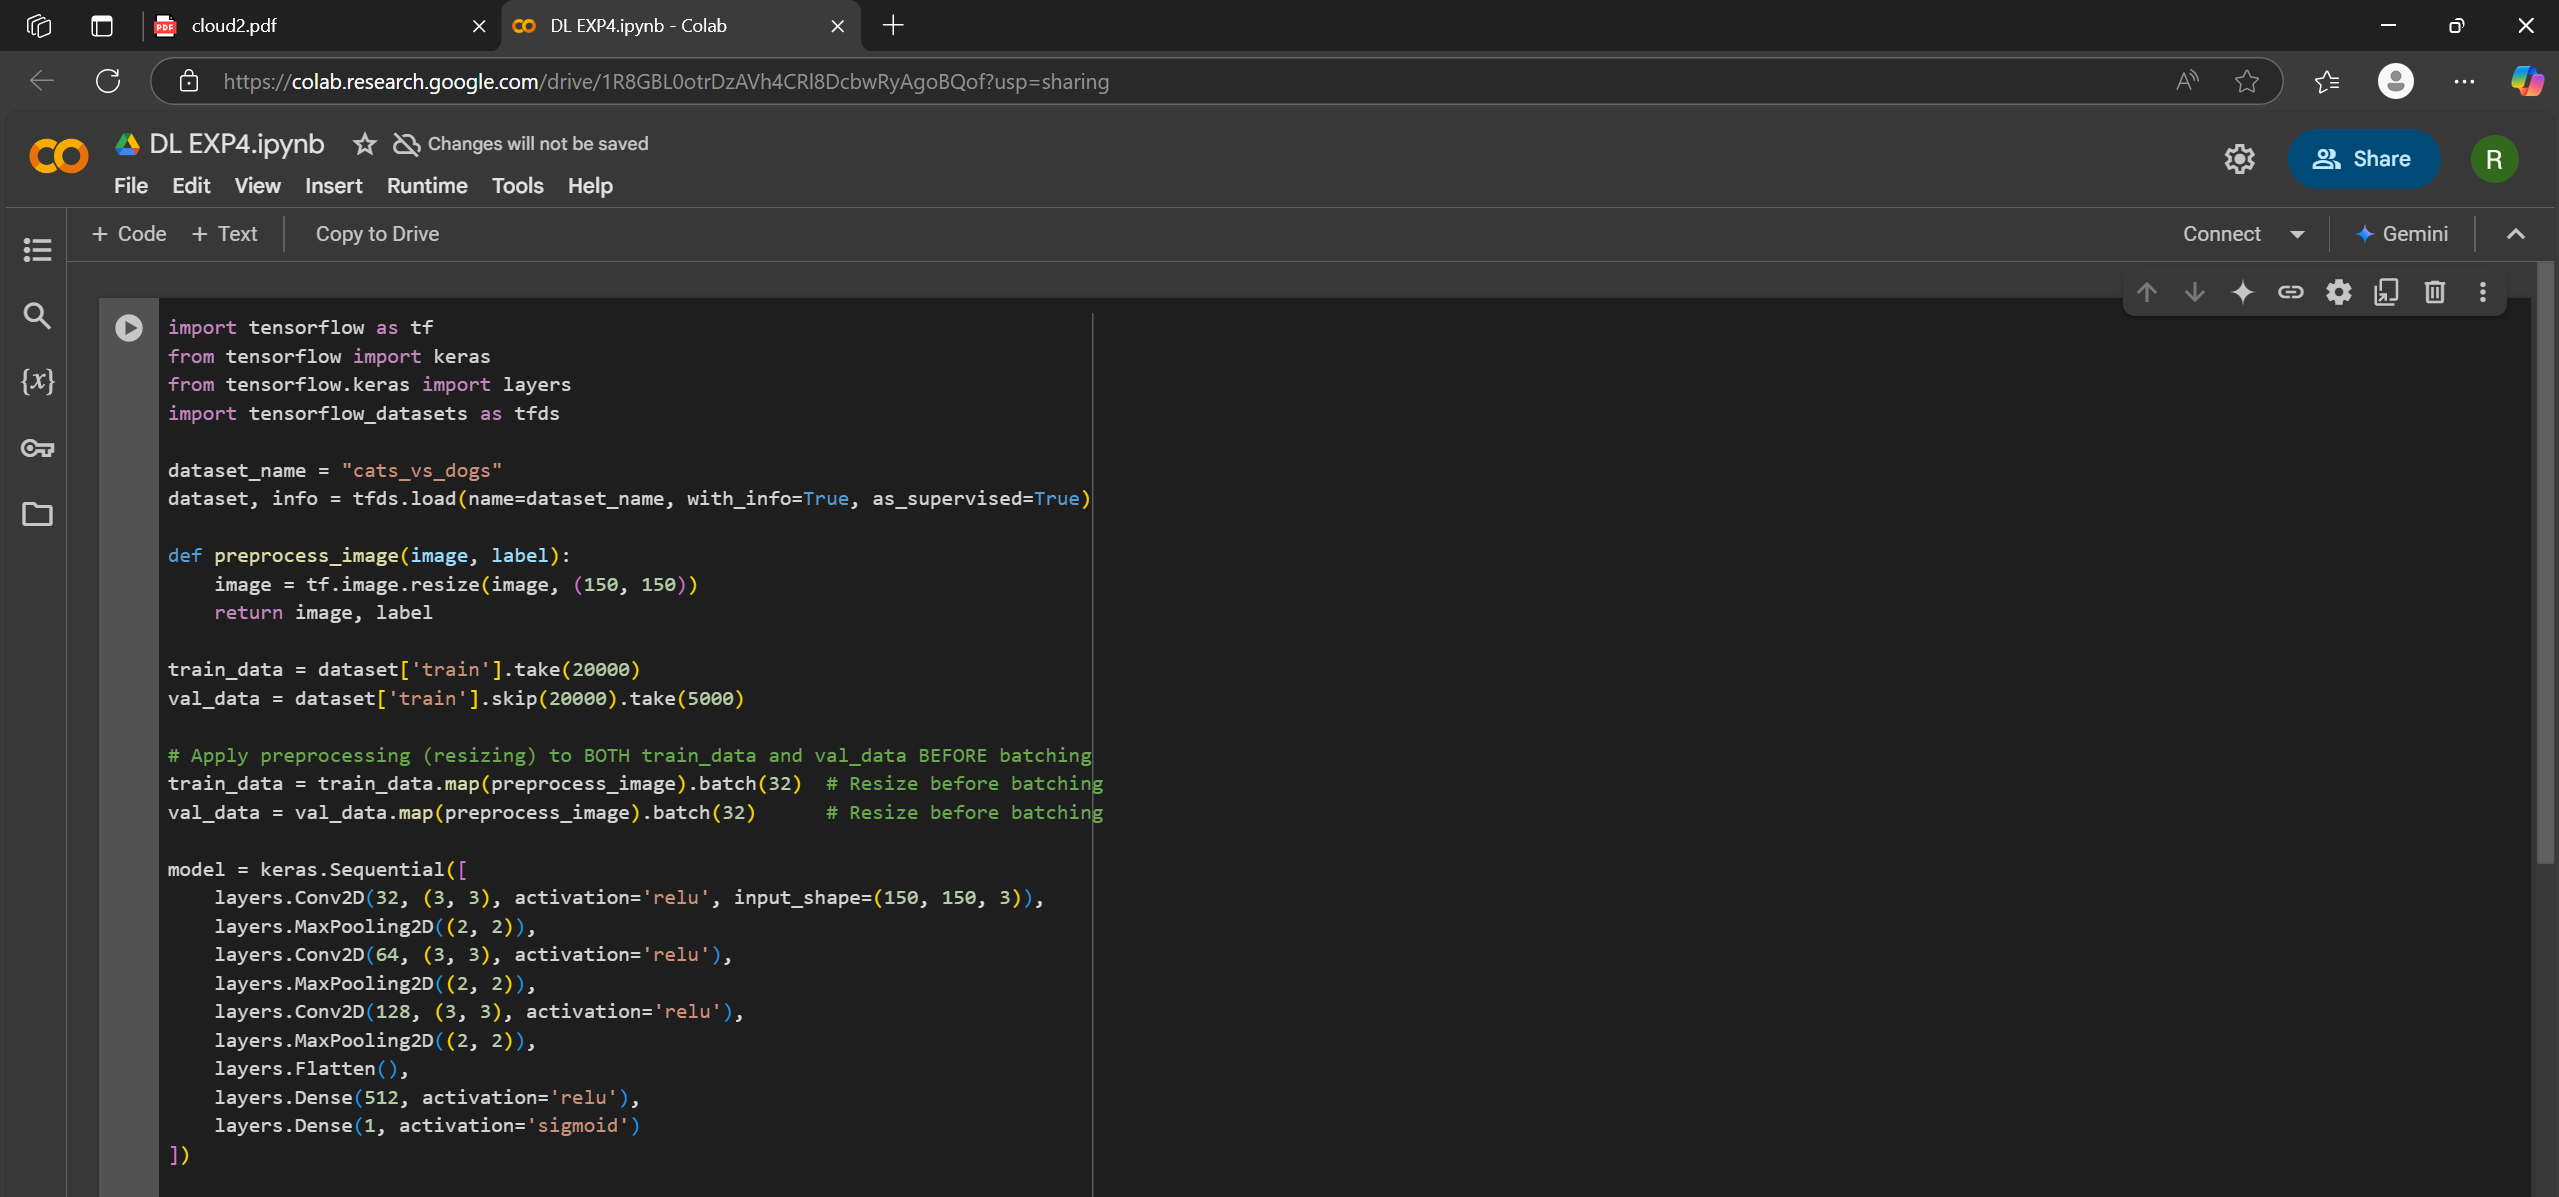 cloud2.pdf
DL EXP4.ipynb - Colab
https://colab.research.google.com/drive/1R8GBL0otrDzAVh4CRl8DcbwRyAgoBQof?usp=sharing
DL EXP4.ipynb
Changes will not be saved
File Edit View Insert Runtime Tools Help
Share
R
+ Code + Text Copy to Drive
Connect
Gemini
import tensorflow as tf
from tensorflow import keras
from tensorflow.keras import layers
import tensorflow_datasets as tfds
dataset_name = "cats_vs_dogs"
dataset, info = tfds.load(name=dataset_name, with_info=True, as_supervised=True)
def preprocess_image(image, label):
    image = tf.image.resize(image, (150, 150))
    return image, label
train_data = dataset['train'].take(20000)
val_data = dataset['train'].skip(20000).take(5000)
# Apply preprocessing (resizing) to BOTH train_data and val_data BEFORE batching
train_data = train_data.map(preprocess_image).batch(32)  # Resize before batching
val_data = val_data.map(preprocess_image).batch(32)      # Resize before batching
model = keras.Sequential([
    layers.Conv2D(32, (3, 3), activation='relu', input_shape=(150, 150, 3)),
    layers.MaxPooling2D((2, 2)),
    layers.Conv2D(64, (3, 3), activation='relu'),
    layers.MaxPooling2D((2, 2)),
    layers.Conv2D(128, (3, 3), activation='relu'),
    layers.MaxPooling2D((2, 2)),
    layers.Flatten(),
    layers.Dense(512, activation='relu'),
    layers.Dense(1, activation='sigmoid')
])